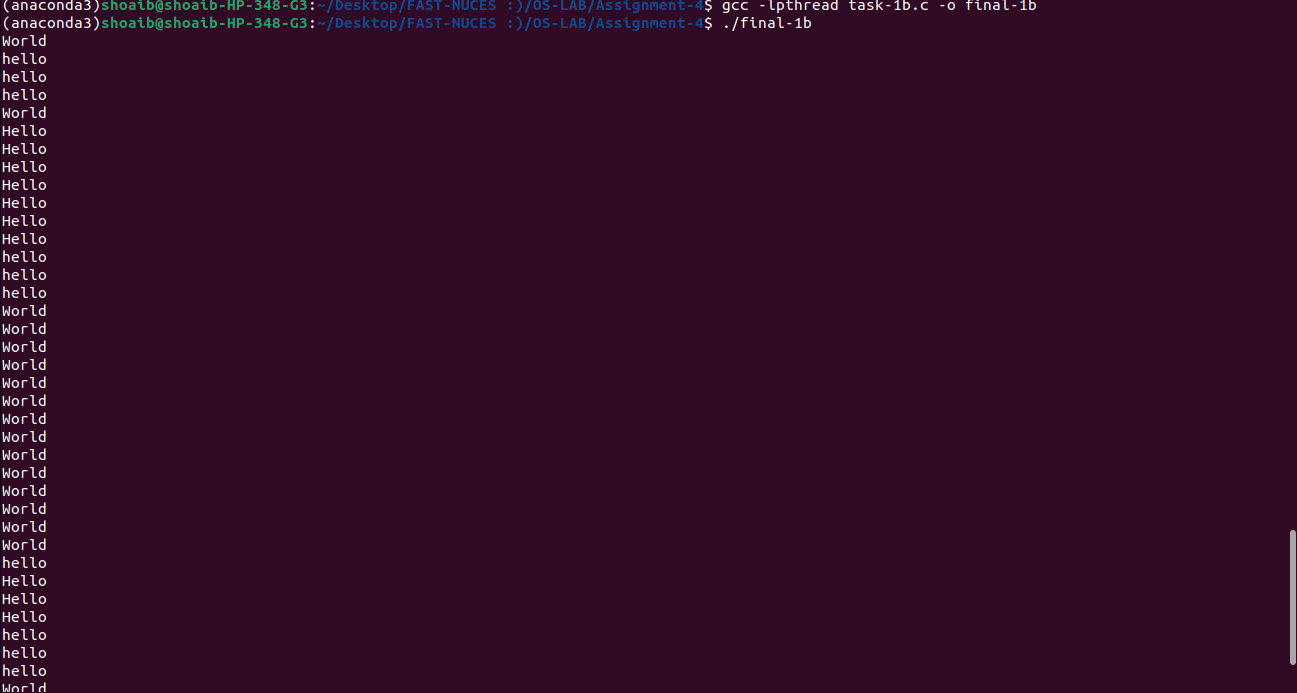 (anaconda3)shoaib@shoaib-HP-348-G3:~/Desktop/FAST-NUCES :)/OS-LAB/Assignment-4$ gcc -lpthread task-1b.c -o final-1b
(anaconda3)shoaib@shoaib-HP-348-G3:~/Desktop/FAST-NUCES :)/OS-LAB/Assignment-4$ ./final-1b
World
hello
hello
hello
World
Hello
Hello
Hello
Hello
Hello
Hello
Hello
hello
hello
hello
World
World
World
World
World
World
World
World
World
World
World
World
World
World
hello
Hello
Hello
Hello
hello
hello
hello
World